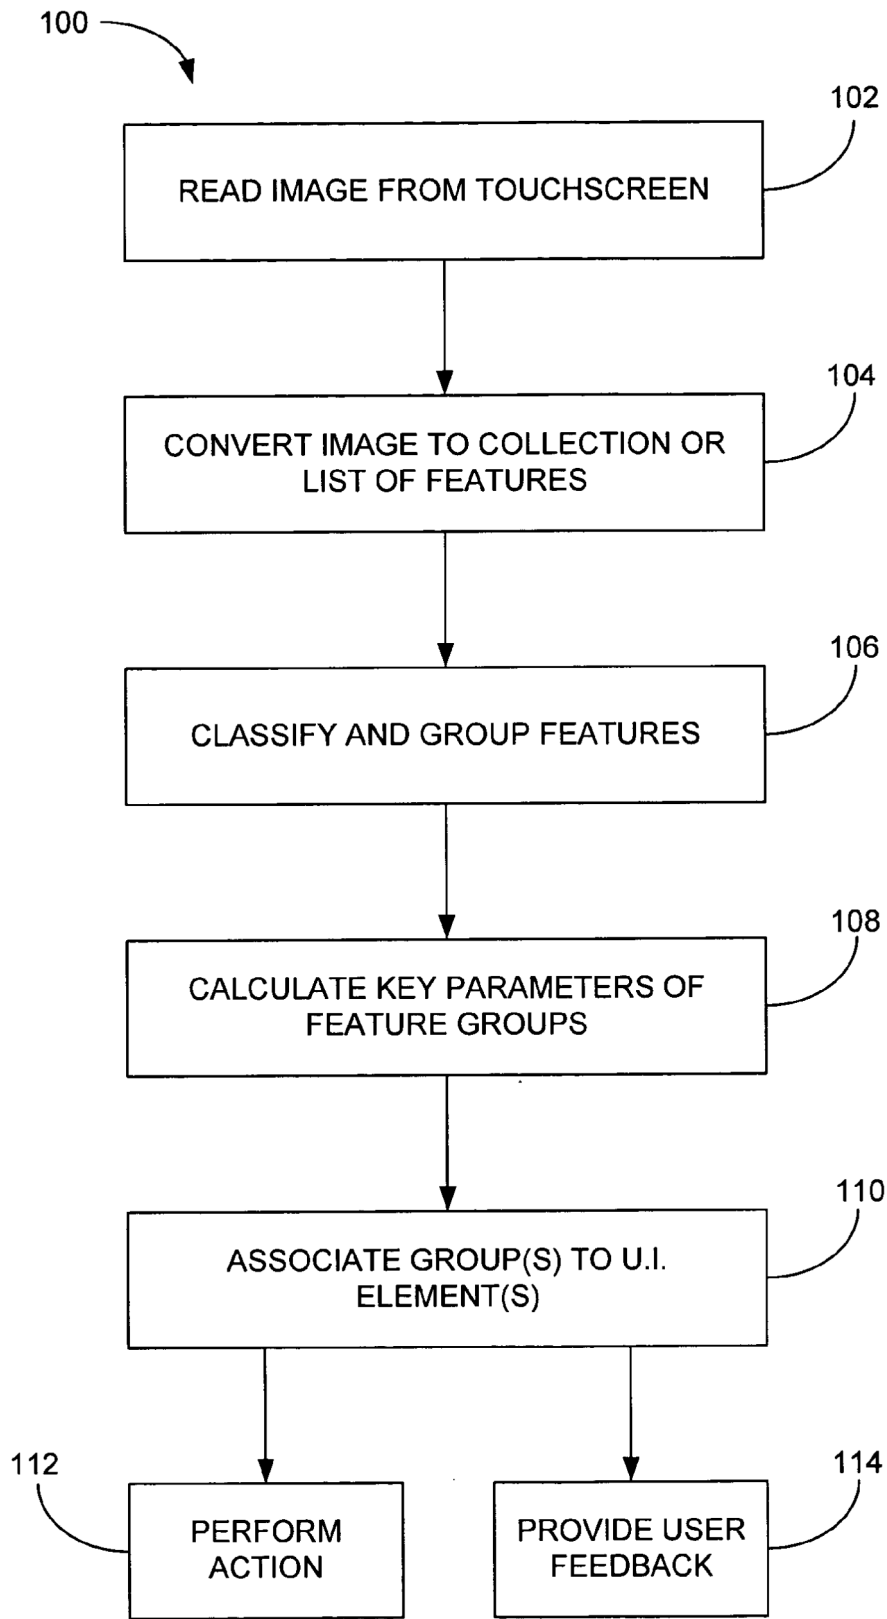 100
102
READ IMAGE FROM TOUCHSCREEN
104
CONVERT IMAGE TO COLLECTION OR
LIST OF FEATURES
106
CLASSIFY AND GROUP FEATURES
108
CALCULATE KEY PARAMETERS OF
FEATURE GROUPS
110
ASSOCIATE GROUP(S) TO U.I.
ELEMENT(S)
112
PERFORM
ACTION
114
PROVIDE USER
FEEDBACK